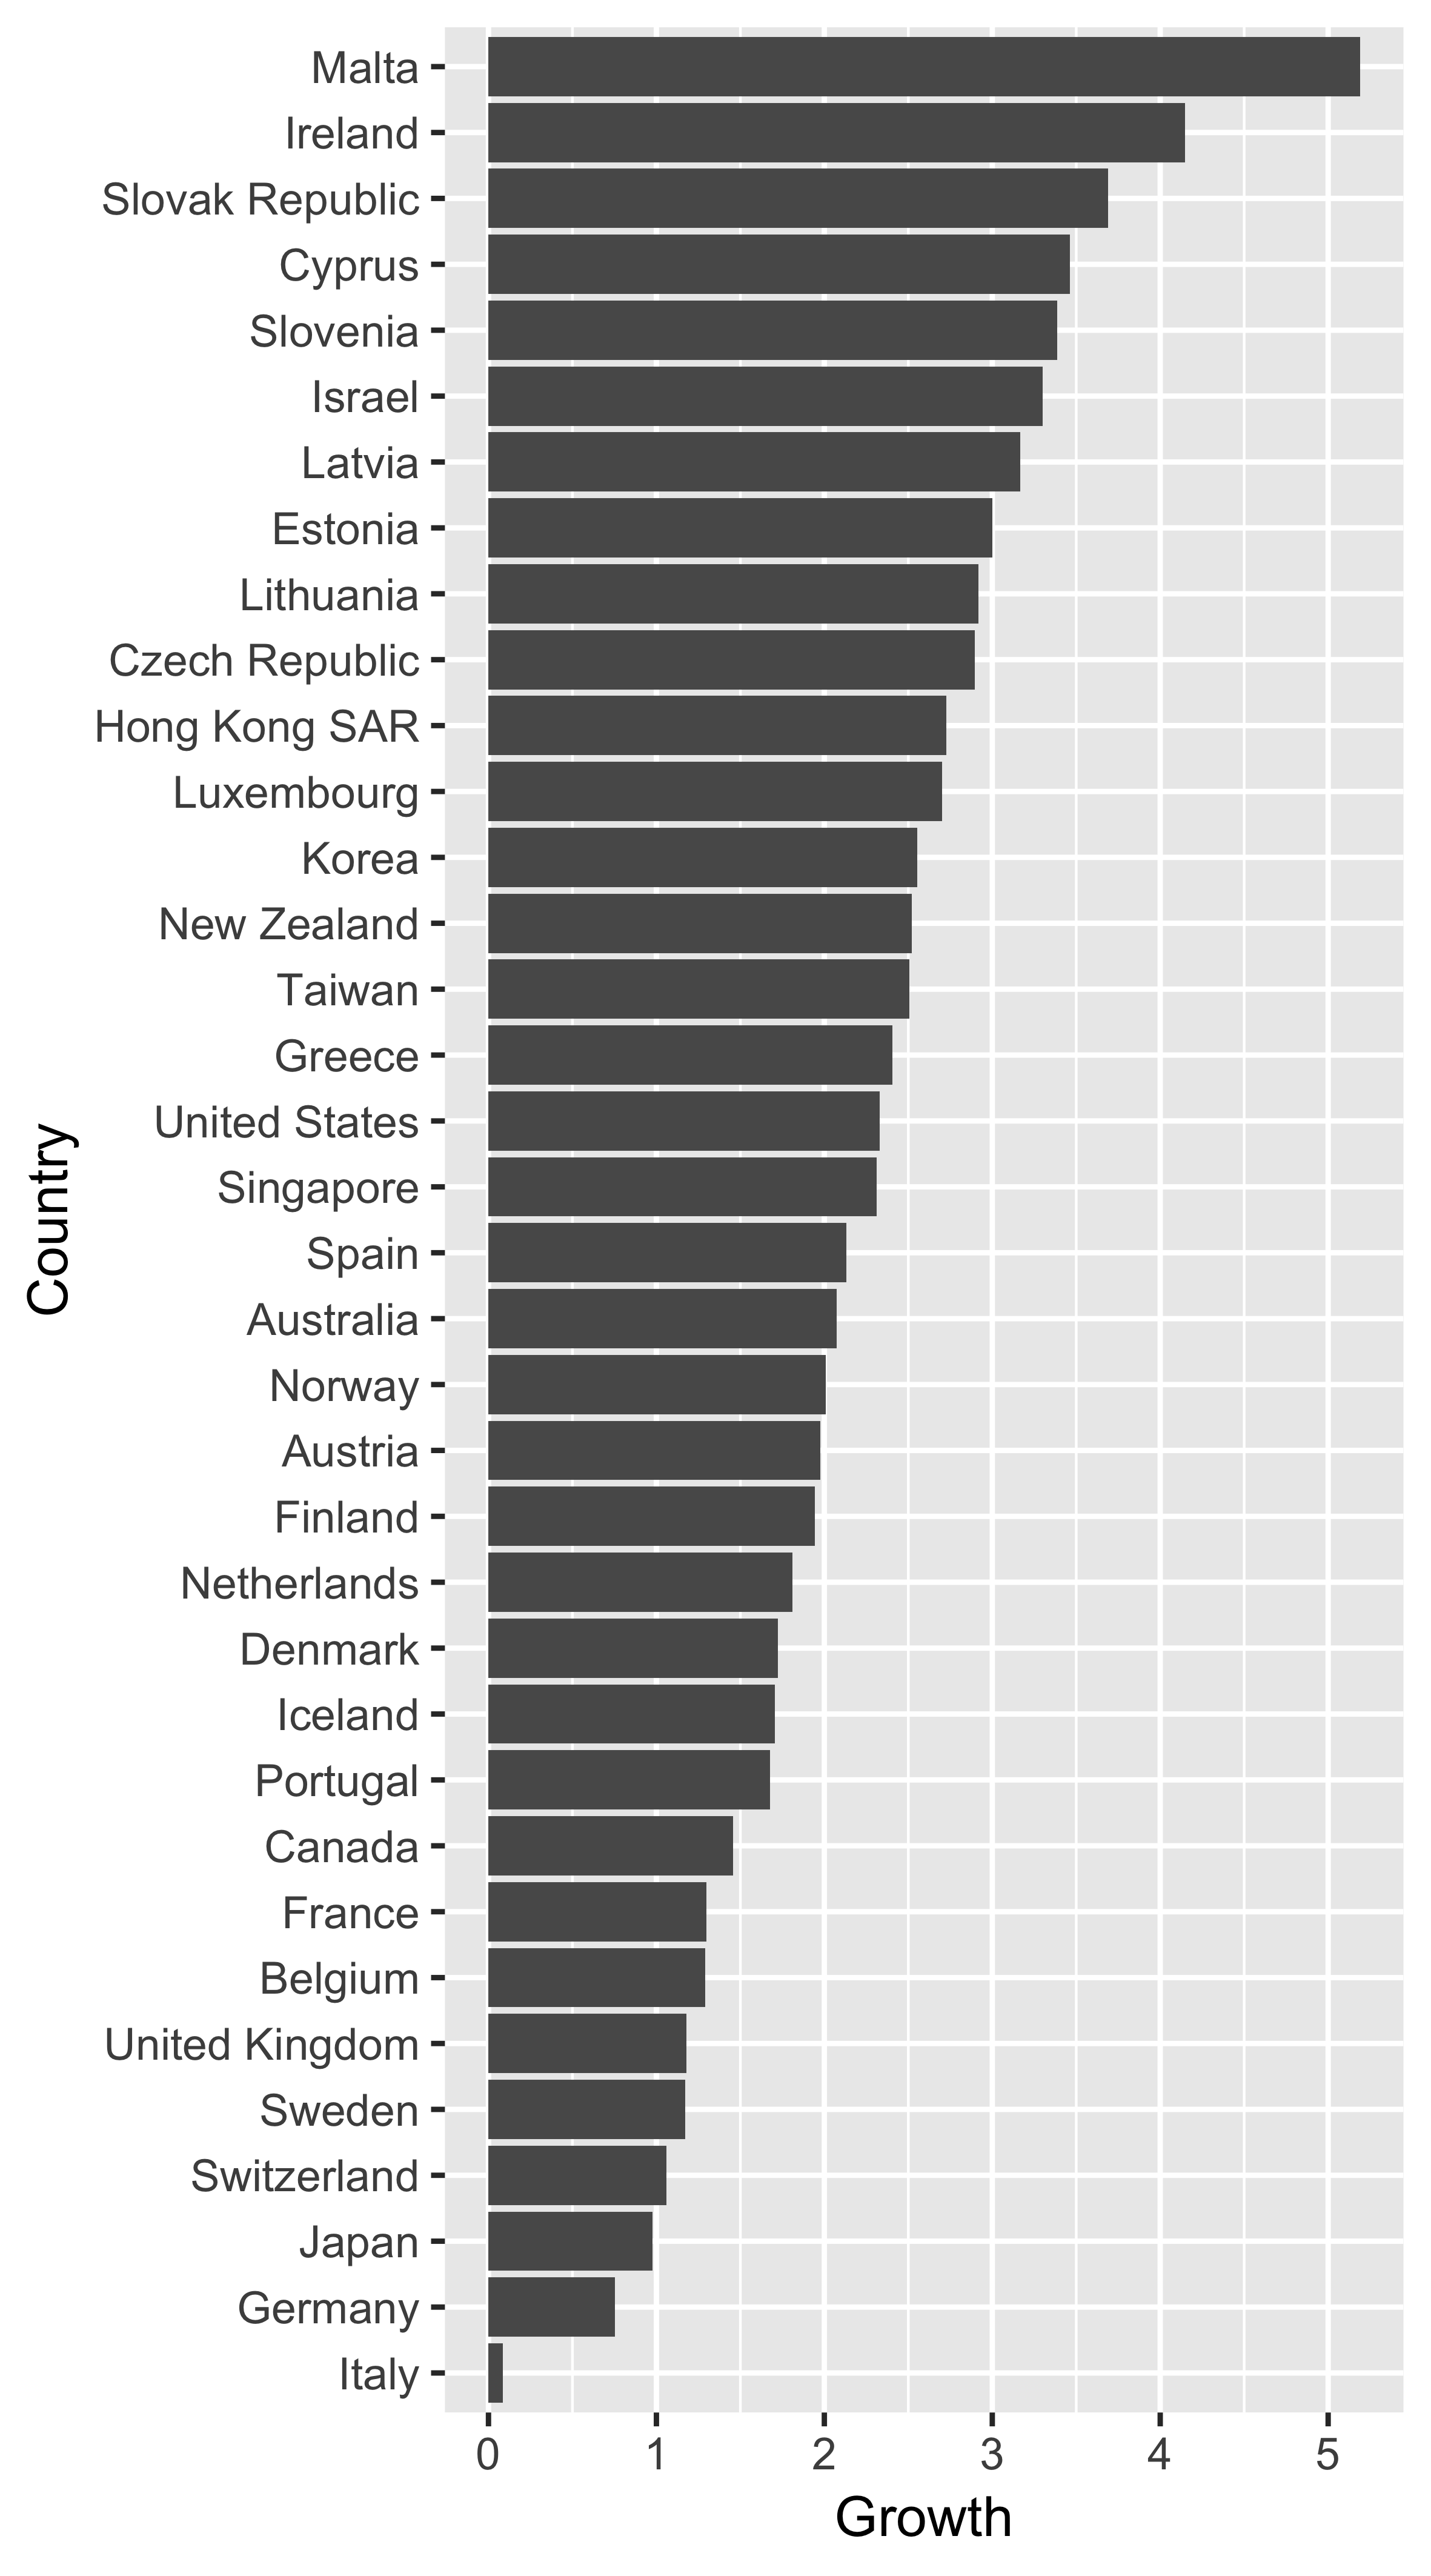 Country
Malta
Ireland
Slovak Republic
Cyprus
Slovenia
Israel
Latvia
Estonia
Lithuania
Czech Republic
Hong Kong SAR
Luxembourg
Korea
New Zealand
Taiwan
Greece
United States
Singapore
Spain
Australia
Norway
Austria
Finland
Netherlands
Denmark
Iceland
Portugal
Canada
France
Belgium
United Kingdom
Sweden
Switzerland
Japan
Germany
Italy
0 1 2 3 4 5
Growth